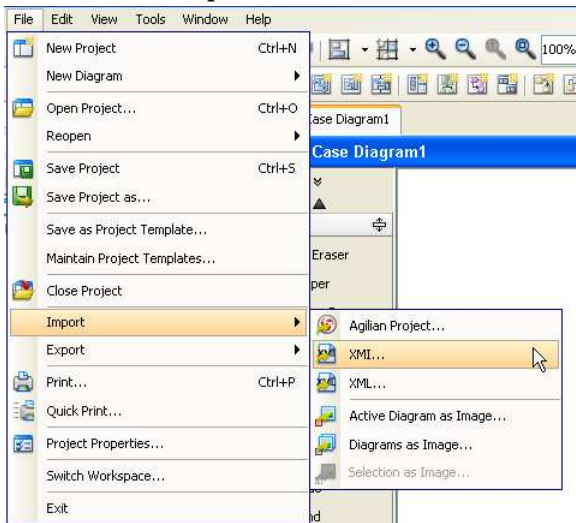 File Edit View Tools Window Help
New Project Ctrl+N
100%
New Diagram
Open Project... Ctrl+O
Case Diagram1
Reopen
Case Diagram1
Save Project Ctrl+S
Save Project as...
Save as Project Template...
Eraser
Maintain Project Templates...
Close Project
Import
Agilian Project...
Export
XMI...
Print... Ctrl+P
XML...
Quick Print...
Active Diagram as Image...
Project Properties...
Diagrams as Image...
Switch Workspace...
Selection as Image...
Exit